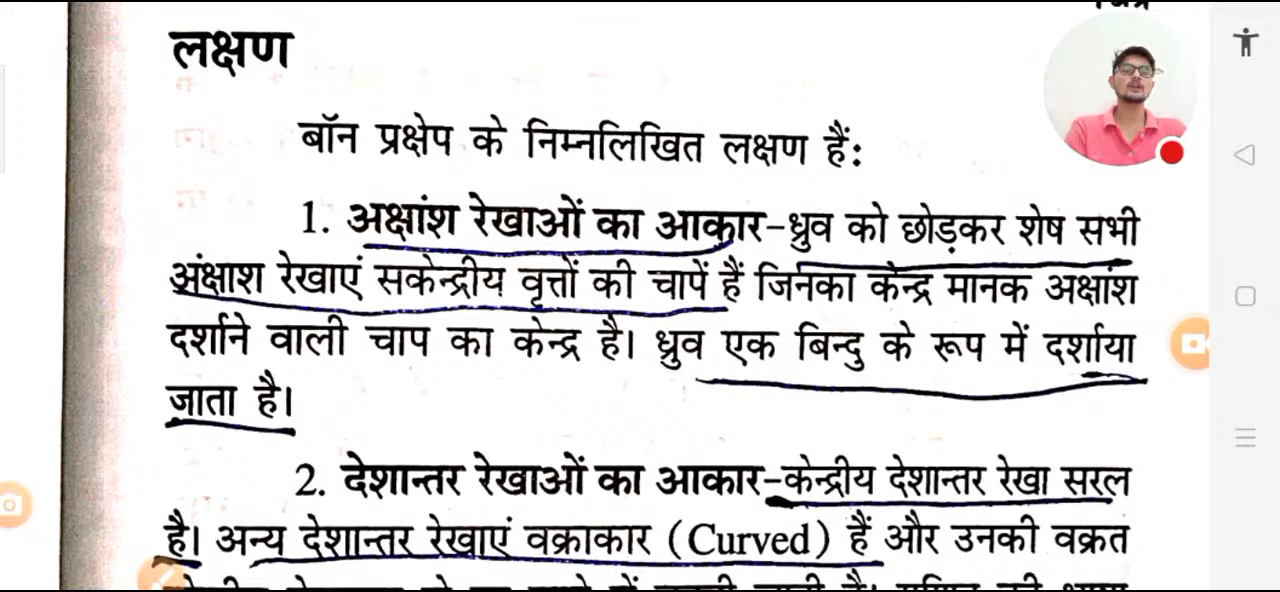 लक्षण
बॉन प्रक्षेप के निम्नलिखित लक्षण हैं:
1. अक्षांश रेखाओं का आकार-ध्रुव को छोड़कर शेष सभी
अंक्षाश रेखाएं सकेन्द्रीय वृत्तों की चापें हैं जिनका केन्द्र मानक अक्षांश
दर्शाने वाली चाप का केन्द्र है। ध्रुव एक बिन्दु के रूप में दर्शाया
जाता है।
2. देशान्तर रेखाओं का आकार-केन्द्रीय देशान्तर रेखा सरल
है। अन्य देशान्तर रेखाएं वक्राकार (Curved) हैं और उनकी वक्रत